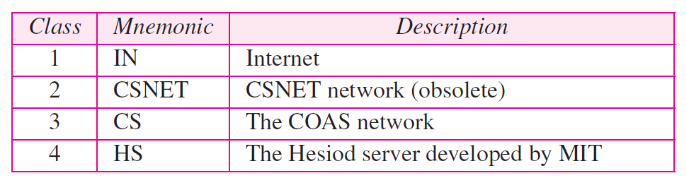 Class Mnemonic Description
1 IN Internet
2 CSNET CSNET network (obsolete)
3 CS The COAS network
4 HS The Hesiod server developed by MIT